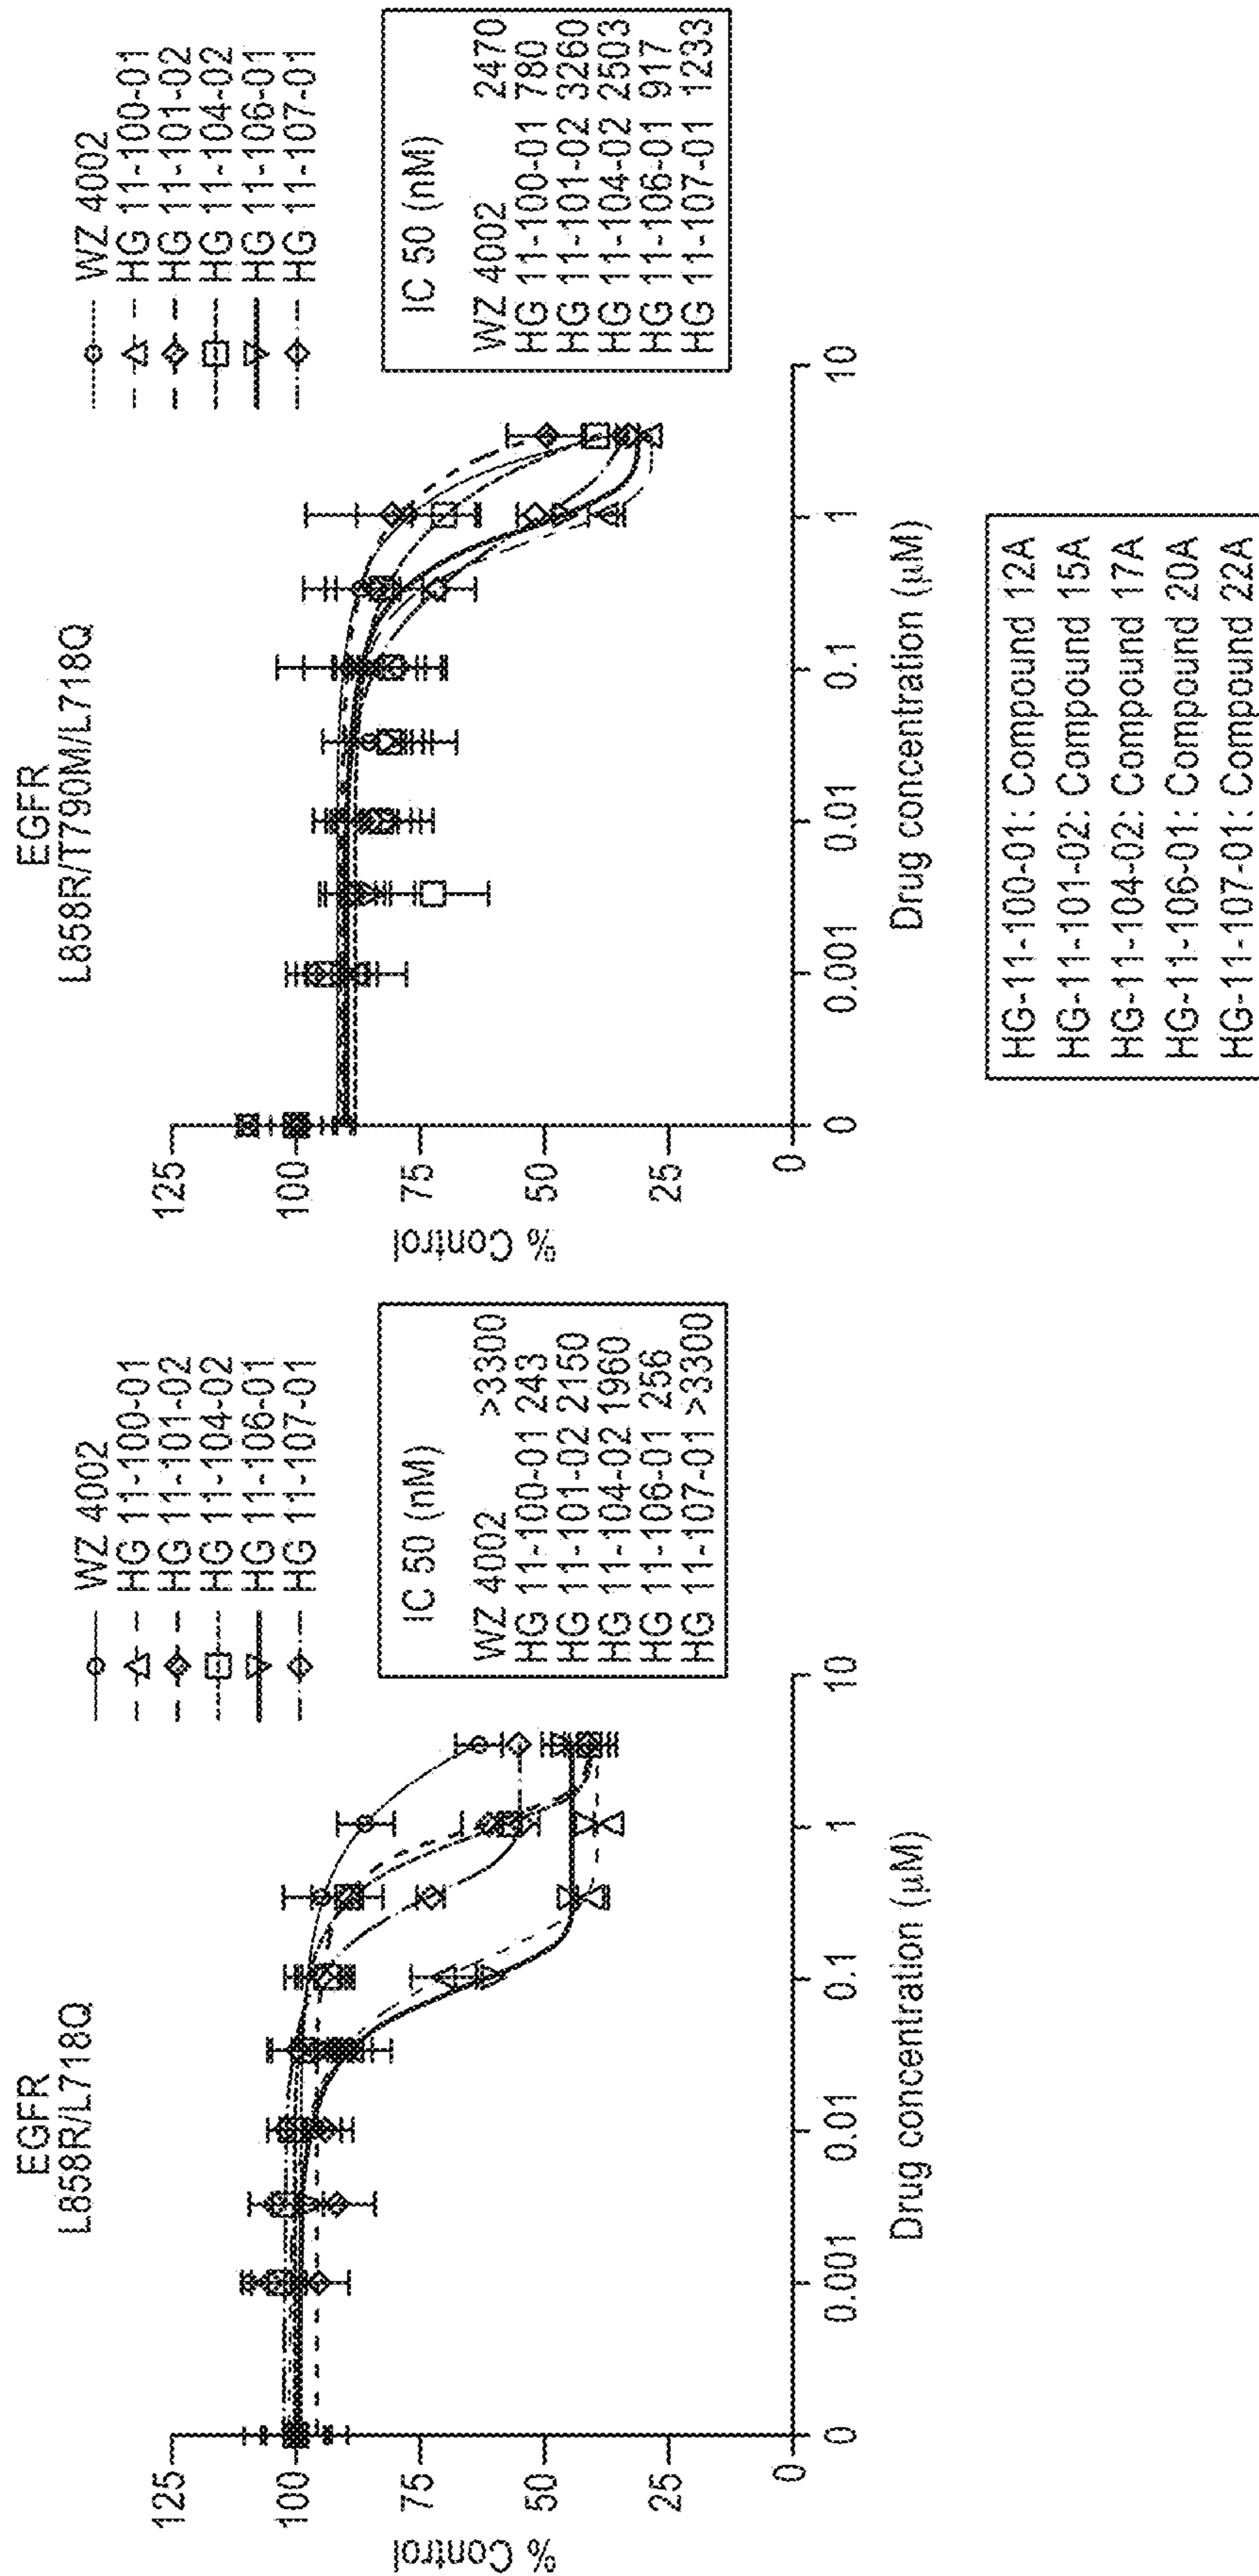 EGFR
L858R/L718Q
WZ 4002
HG 11-100-01
HG 11-101-02
HG 11-104-02
HG 11-106-01
HG 11-107-01
125
100
75
50
25
0
% Control
0
0.001
0.01
0.1
1
10
Drug concentration (µM)
IC 50 (nM)
WZ 4002 >3300
HG 11-100-01 243
HG 11-101-02 2150
HG 11-104-02 1960
HG 11-106-01 256
HG 11-107-01 >3300
EGFR
L858R/T790M/L718Q
WZ 4002
HG 11-100-01
HG 11-101-02
HG 11-104-02
HG 11-106-01
HG 11-107-01
125
100
75
50
25
0
% Control
0
0.001
0.01
0.1
1
10
Drug concentration (µM)
IC 50 (nM)
WZ 4002 2470
HG 11-100-01 780
HG 11-101-02 3260
HG 11-104-02 2503
HG 11-106-01 917
HG 11-107-01 1233
HG-11-100-01: Compound 12A
HG-11-101-02: Compound 15A
HG-11-104-02: Compound 17A
HG-11-106-01: Compound 20A
HG-11-107-01: Compound 22A